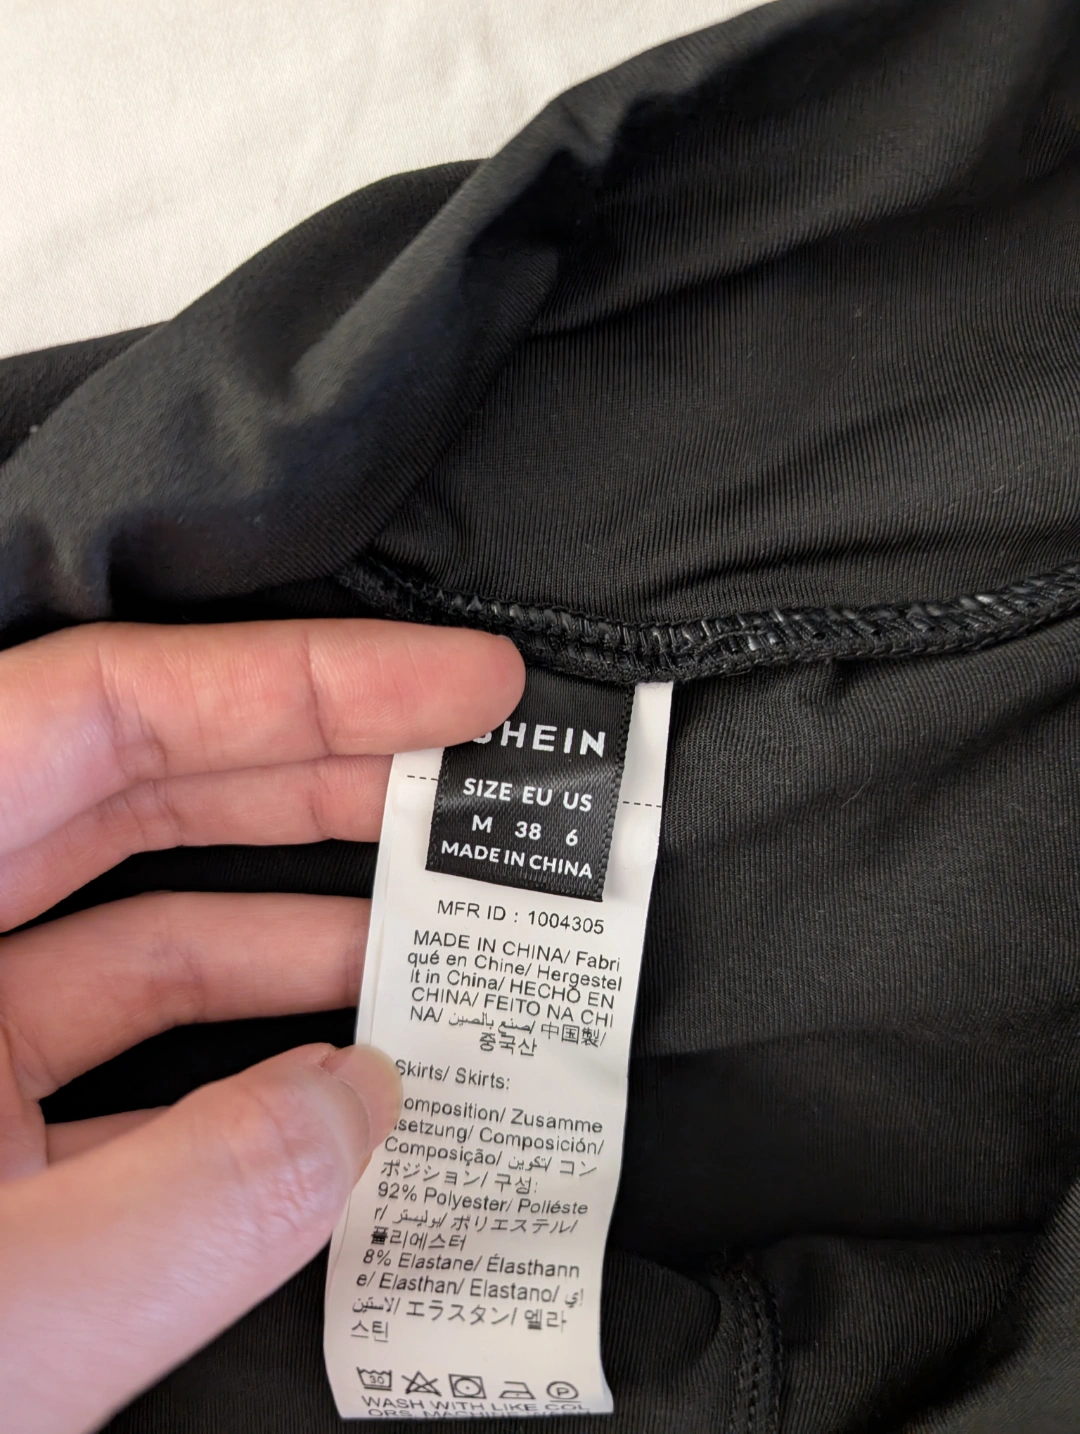 SHEIN
SIZE EU US
M 38 6
MADE IN CHINA
MFR ID : 1004305
MADE IN CHINA/ Fabri
qué en Chine/ Hergestel
lt in China/ HECHO EN
CHINA/ FEITO NA CHI
NA/ صنع بالصين/ 中国製/
중국산
Skirts/ Skirts:
omposition/ Zusamme
setzung/ Composición/
Composição/ تكوين/ コン
ポジション/ 구성:
92% Polyester/ Polléste
r/ بوليستر/ ポリエステル/
폴리에스터
8% Elastane/ Élasthann
e/ Elasthan/ Elastano/ إي
لاستين/ エラスタン/ 엘라
스틴
30 P
WASH WITH LIKE COL
ORS, MACHINE WASH